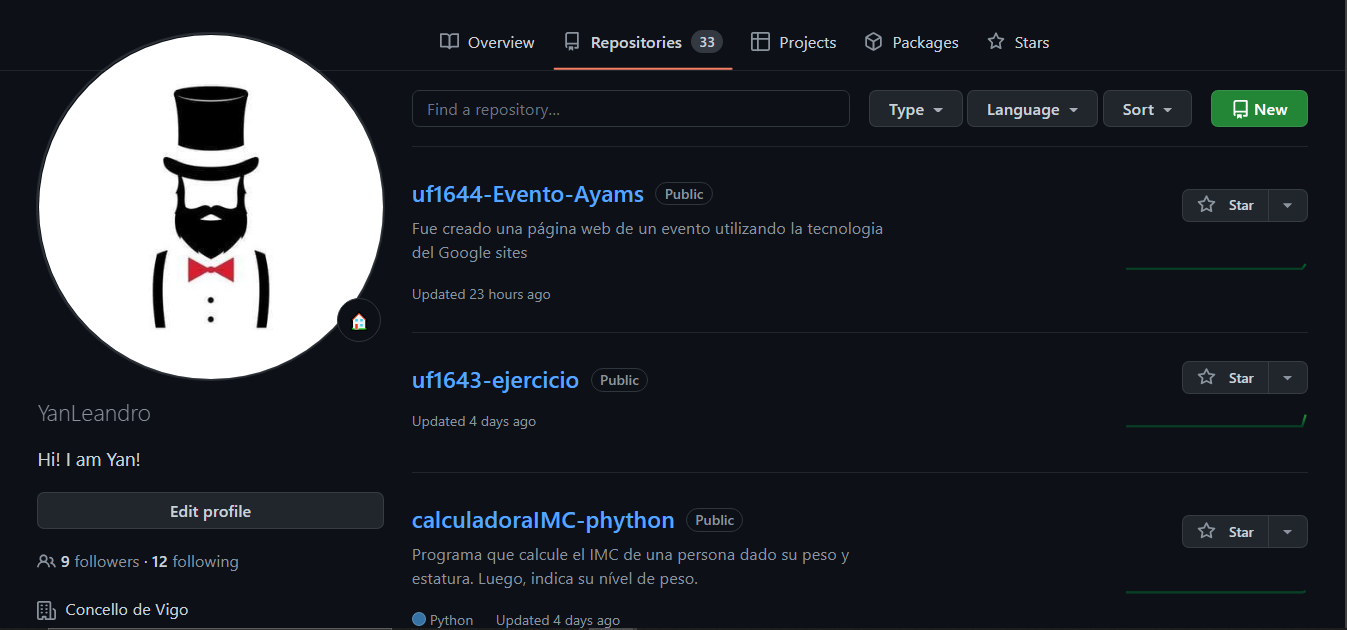 Overview Repositories 33 Projects Packages Stars
Find a repository...
Type Language Sort New
uf1644-Evento-Ayams Public
Star
Fue creado una página web de un evento utilizando la tecnologia
del Google sites
Updated 23 hours ago
uf1643-ejercicio Public
Star
Updated 4 days ago
calculadoraIMC-phython Public
Star
Programa que calcule el IMC de una persona dado su peso y
estatura. Luego, indica su nível de peso.
Python Updated 4 days ago
YanLeandro
Hi! I am Yan!
Edit profile
9 followers · 12 following
Concello de Vigo